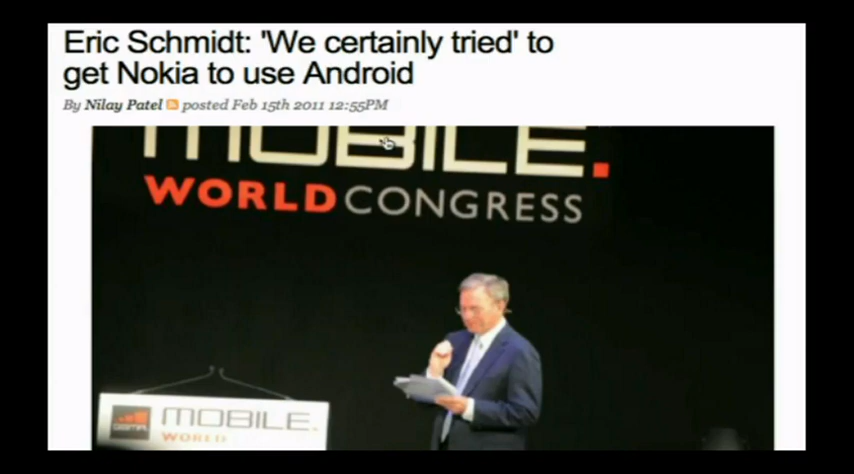 Eric Schmidt: 'We certainly tried' to
get Nokia to use Android
By Nilay Patel posted Feb 15th 2011 12:55PM
MOBILE.
WORLD CONGRESS
GSMA
MOBILE.
WORLD